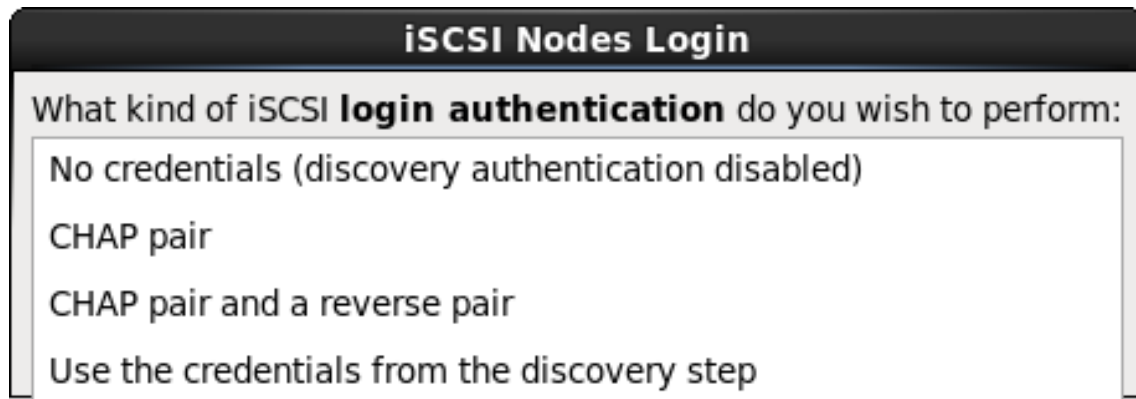 iSCSI Nodes Login
What kind of iSCSI login authentication do you wish to perform:
No credentials (discovery authentication disabled)
CHAP pair
CHAP pair and a reverse pair
Use the credentials from the discovery step